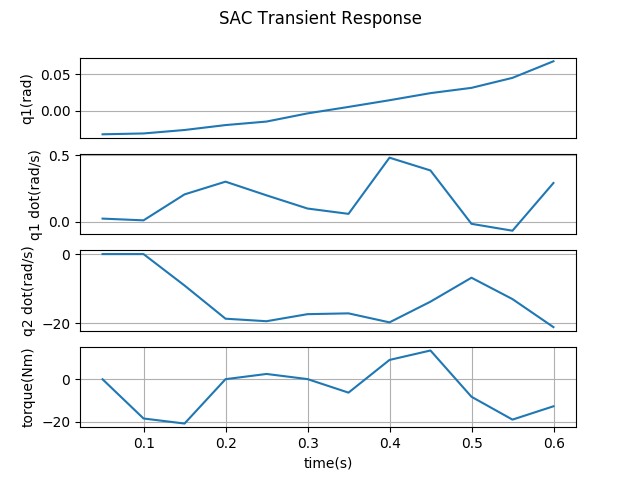 SAC Transient Response
q1(rad)
0.05
0.00
q1 dot(rad/s)
0.5
0.0
q2 dot(rad/s)
0
−20
torque(Nm)
0
−20
0.1 0.2 0.3 0.4 0.5 0.6
time(s)